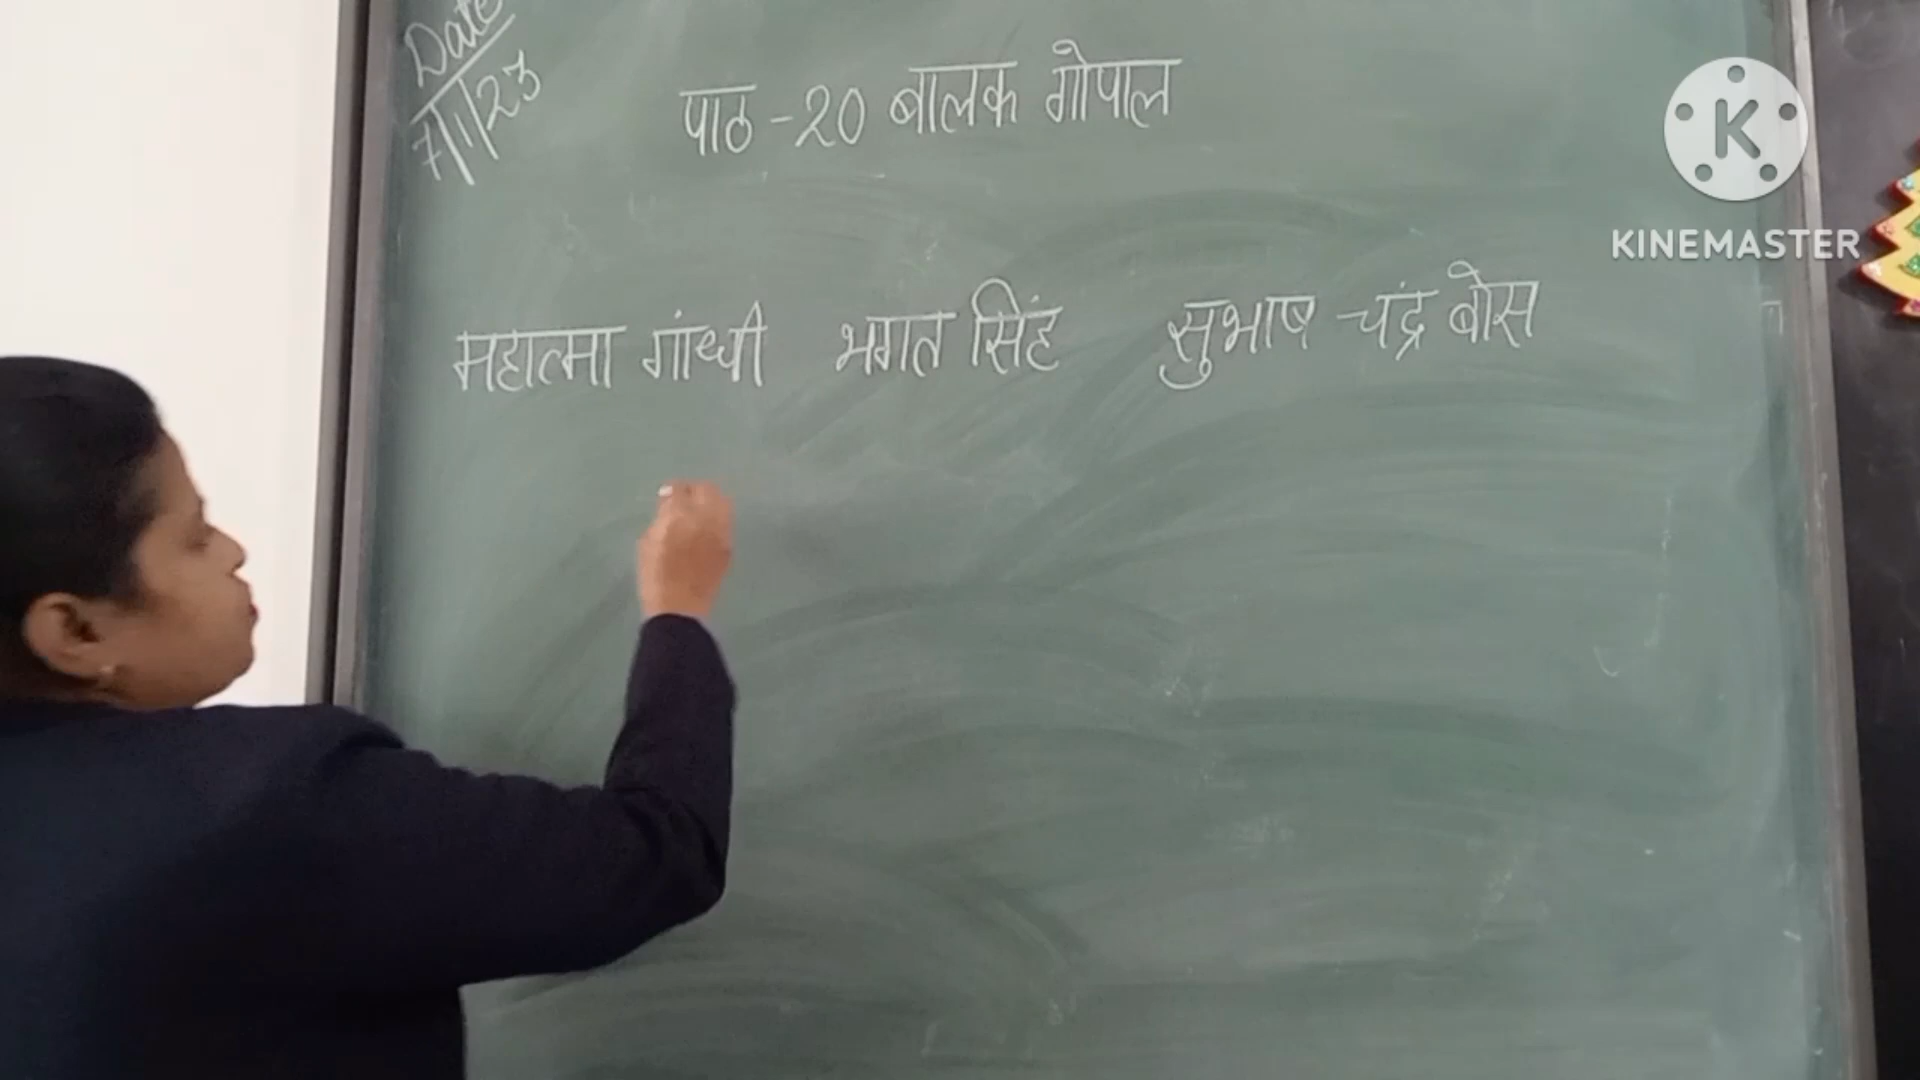 Date
7/1/23
पाठ -20 बालक गोपाल
महात्मा गांधी भगत सिंह सुभाष चंद्र बोस
K
KINEMASTER